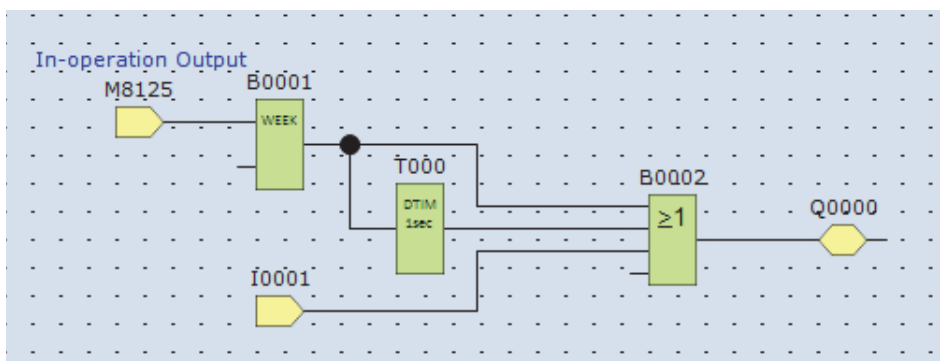 In-operation Output
M8125
B0001
WEEK
T000
DTIM
1sec
B0002
≥1
Q0000
I0001